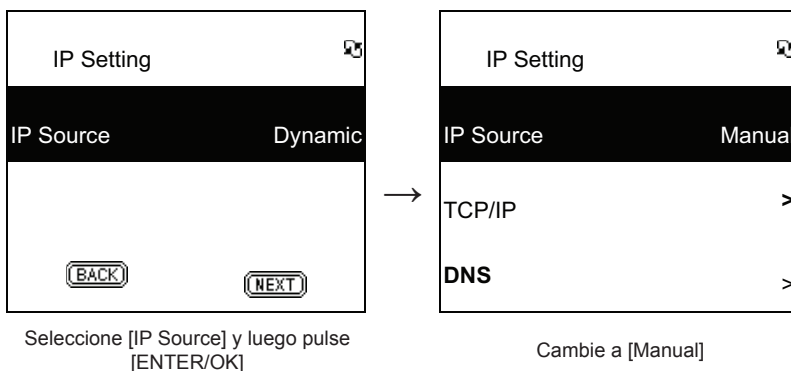 IP Setting
IP Source Dynamic
[BACK] [NEXT]
Seleccione [IP Source] y luego pulse
[ENTER/OK]
→
IP Setting
IP Source Manual
TCP/IP >
DNS >
Cambie a [Manual]